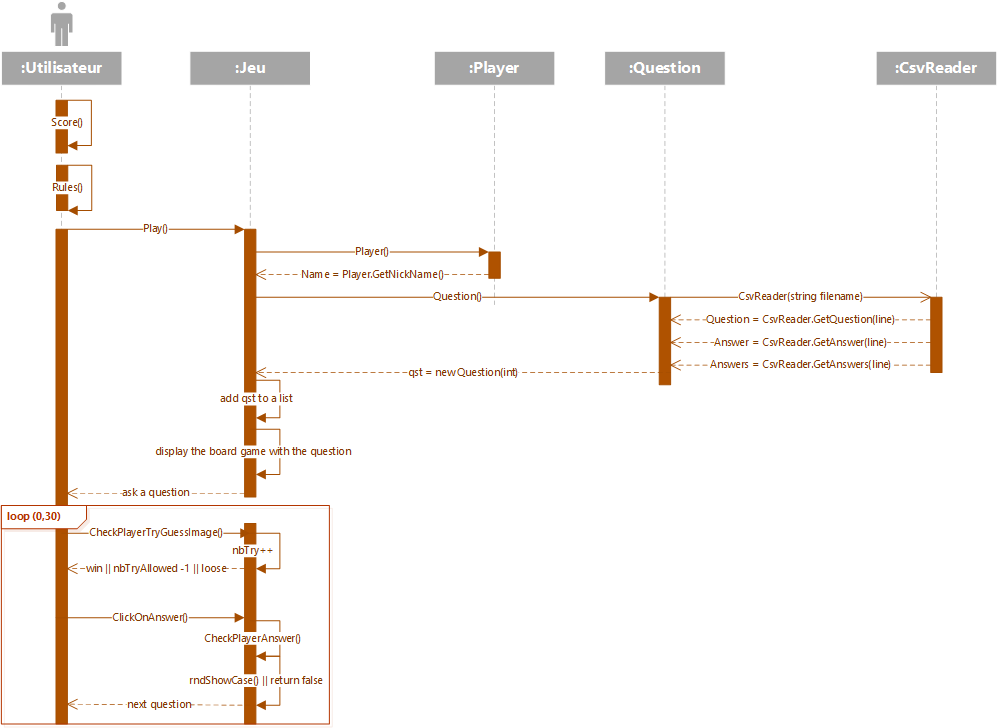 :Utilisateur :Jeu :Player :Question :CsvReader
Score()
Rules()
Play()
Player()
Name = Player.GetNickName()
Question() CsvReader(string filename)
Question = CsvReader.GetQuestion(line)
Answer = CsvReader.GetAnswer(line)
Answers = CsvReader.GetAnswers(line)
qst = new Question(int)
add qst to a list
display the board game with the question
ask a question
loop (0,30)
CheckPlayerTryGuessImage()
nbTry++
win || nbTryAllowed -1 || loose
ClickOnAnswer()
CheckPlayerAnswer()
rndShowCase() || return false
next question